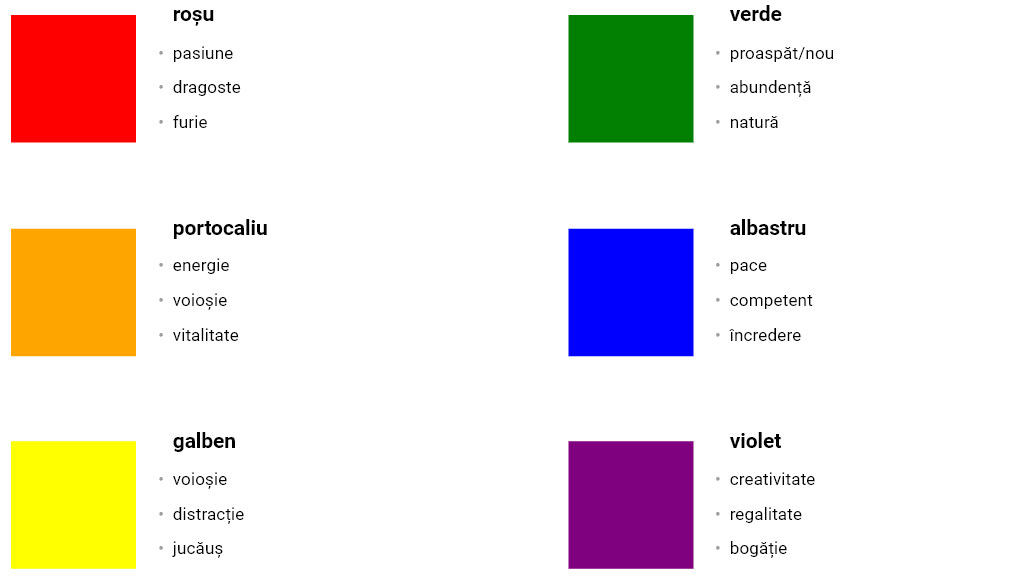 roșu
pasiune
dragoste
furie
verde
proaspăt/nou
abundență
natură
portocaliu
energie
voioșie
vitalitate
albastru
pace
competent
încredere
galben
voioșie
distracție
jucăuș
violet
creativitate
regalitate
bogăție